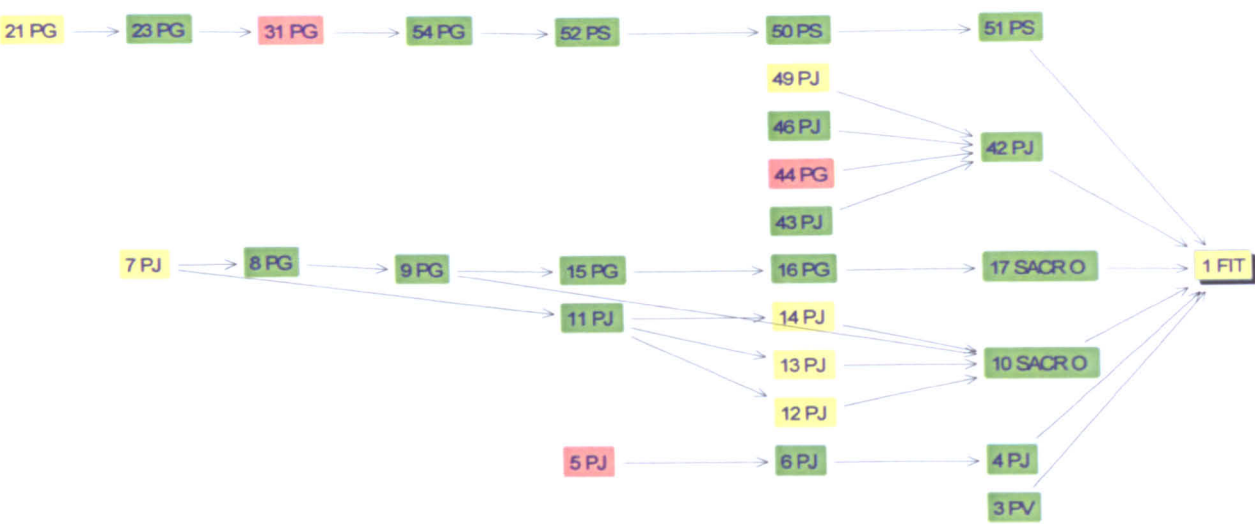 21 PG
23 PG
31 PG
54 PG
52 PS
50 PS
51 PS
49 PJ
46 PJ
42 PJ
44 PG
43 PJ
7 PJ
8 PG
9 PG
15 PG
16 PG
17 SACRO
1 FIT
11 PJ
14 PJ
13 PJ
10 SACRO
12 PJ
5 PJ
6 PJ
4 PJ
3 PV